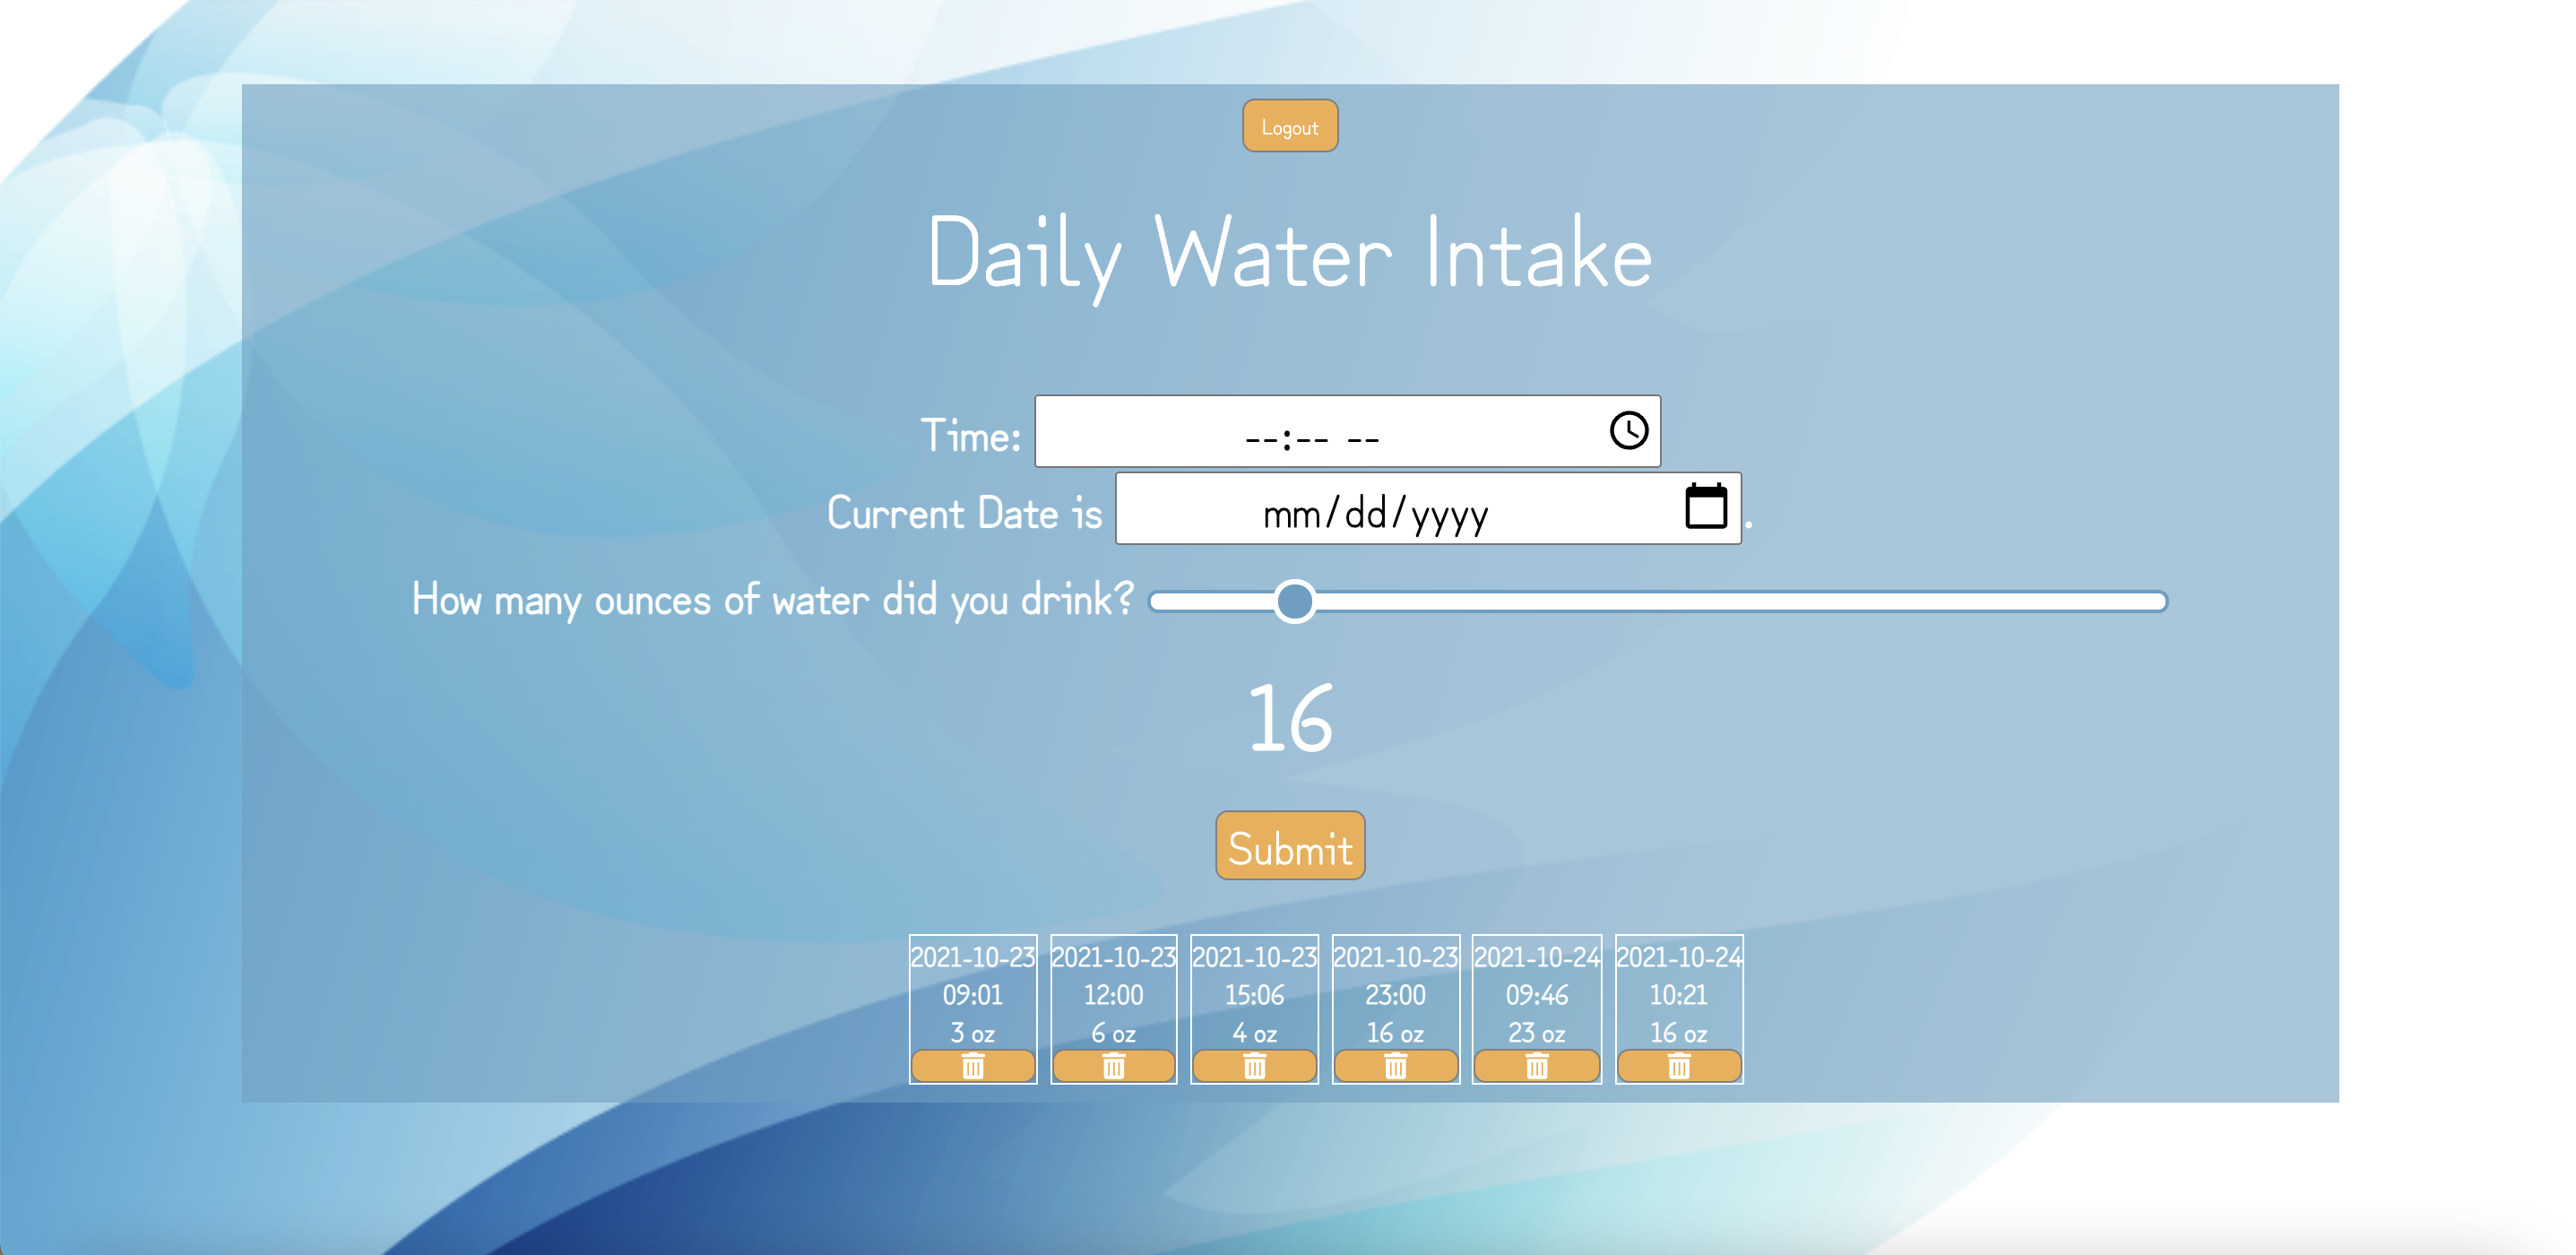 Logout
Daily Water Intake
Time: --:-- --
Current Date is mm/dd/yyyy.
How many ounces of water did you drink?
16
Submit
2021-10-23 2021-10-23 2021-10-23 2021-10-23 2021-10-24 2021-10-24
09:01 12:00 15:06 23:00 09:46 10:21
3 oz 6 oz 4 oz 16 oz 23 oz 16 oz